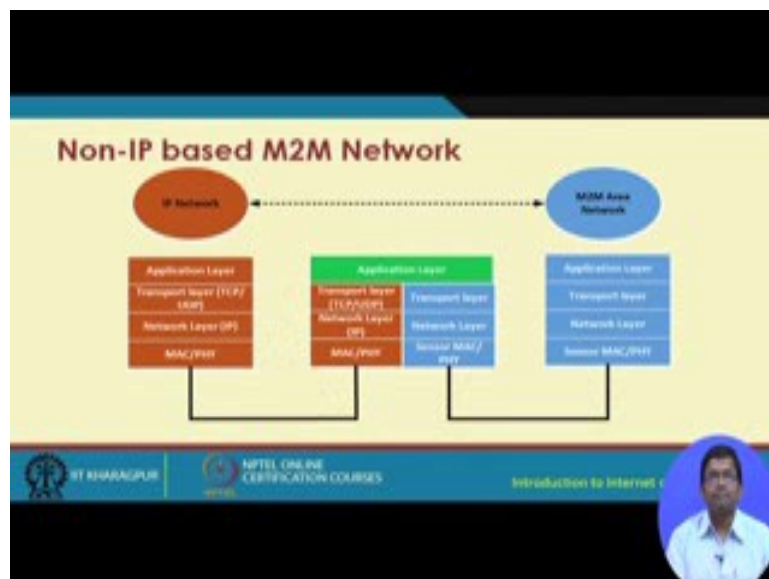 Non-IP based M2M Network
IP Network
M2M Area
Network
Application Layer
Transport layer (TCP/
UDP)
Network Layer (IP)
MAC/PHY
Application Layer
Transport layer
(TCP/UDP)
Network Layer
(IP)
MAC/PHY
Transport layer
Network Layer
Sensor MAC/
PHY
Application Layer
Transport layer
Network Layer
Sensor MAC/PHY
IIT KHARAGPUR
NPTEL ONLINE
CERTIFICATION COURSES
NPTEL
Introduction to Internet